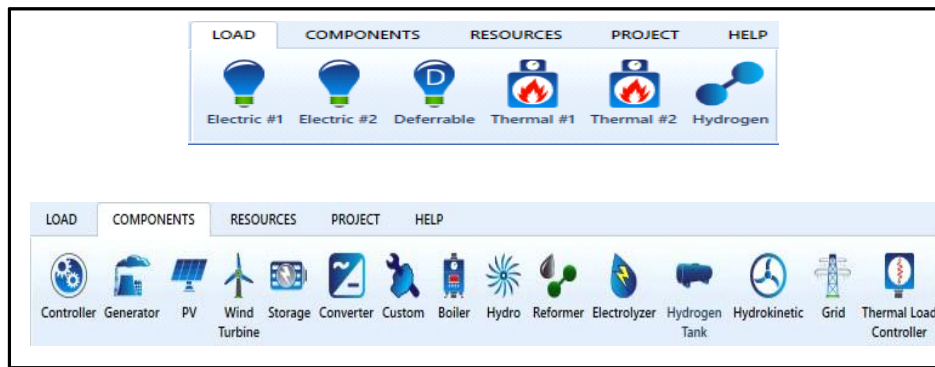 LOAD COMPONENTS RESOURCES PROJECT HELP
D
Electric #1 Electric #2 Deferrable Thermal #1 Thermal #2 Hydrogen
LOAD COMPONENTS RESOURCES PROJECT HELP
Controller Generator PV Wind Storage Converter Custom Boiler Hydro Reformer Electrolyzer Hydrogen Hydrokinetic Grid Thermal Load
Turbine Tank Controller